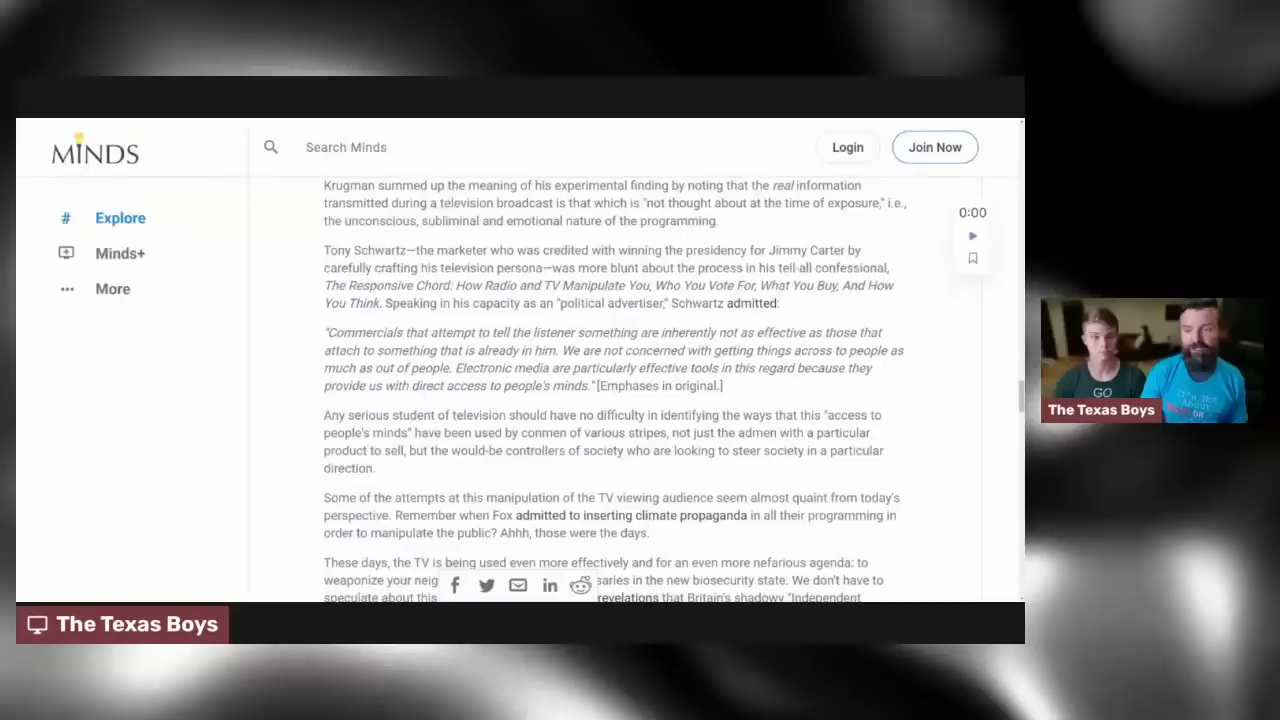 MINDS
Search Minds
Login
Join Now
# Explore
Minds+
More
0:00
Krugman summed up the meaning of his experimental finding by noting that the real information
transmitted during a television broadcast is that which is "not thought about at the time of exposure," i.e.,
the unconscious, subliminal and emotional nature of the programming.
Tony Schwartz—the marketer who was credited with winning the presidency for Jimmy Carter by
carefully crafting his television persona—was more blunt about the process in his tell-all confessional,
The Responsive Chord: How Radio and TV Manipulate You, Who You Vote For, What You Buy, And How
You Think. Speaking in his capacity as an "political advertiser," Schwartz admitted:
"Commercials that attempt to tell the listener something are inherently not as effective as those that
attach to something that is already in him. We are not concerned with getting things across to people as
much as out of people. Electronic media are particularly effective tools in this regard because they
provide us with direct access to people's minds." [Emphases in original.]
Any serious student of television should have no difficulty in identifying the ways that this "access to
people's minds" have been used by conmen of various stripes, not just the admen with a particular
product to sell, but the would-be controllers of society who are looking to steer society in a particular
direction.
Some of the attempts at this manipulation of the TV viewing audience seem almost quaint from today's
perspective. Remember when Fox admitted to inserting climate propaganda in all their programming in
order to manipulate the public? Ahhh, those were the days.
These days, the TV is being used even more effectively and for an even more nefarious agenda: to
weaponize your neig saries in the new biosecurity state. We don't have to
speculate about this revelations that Britain's shadowy "Independent
GO
It's Not
About
OR
The Texas Boys
The Texas Boys